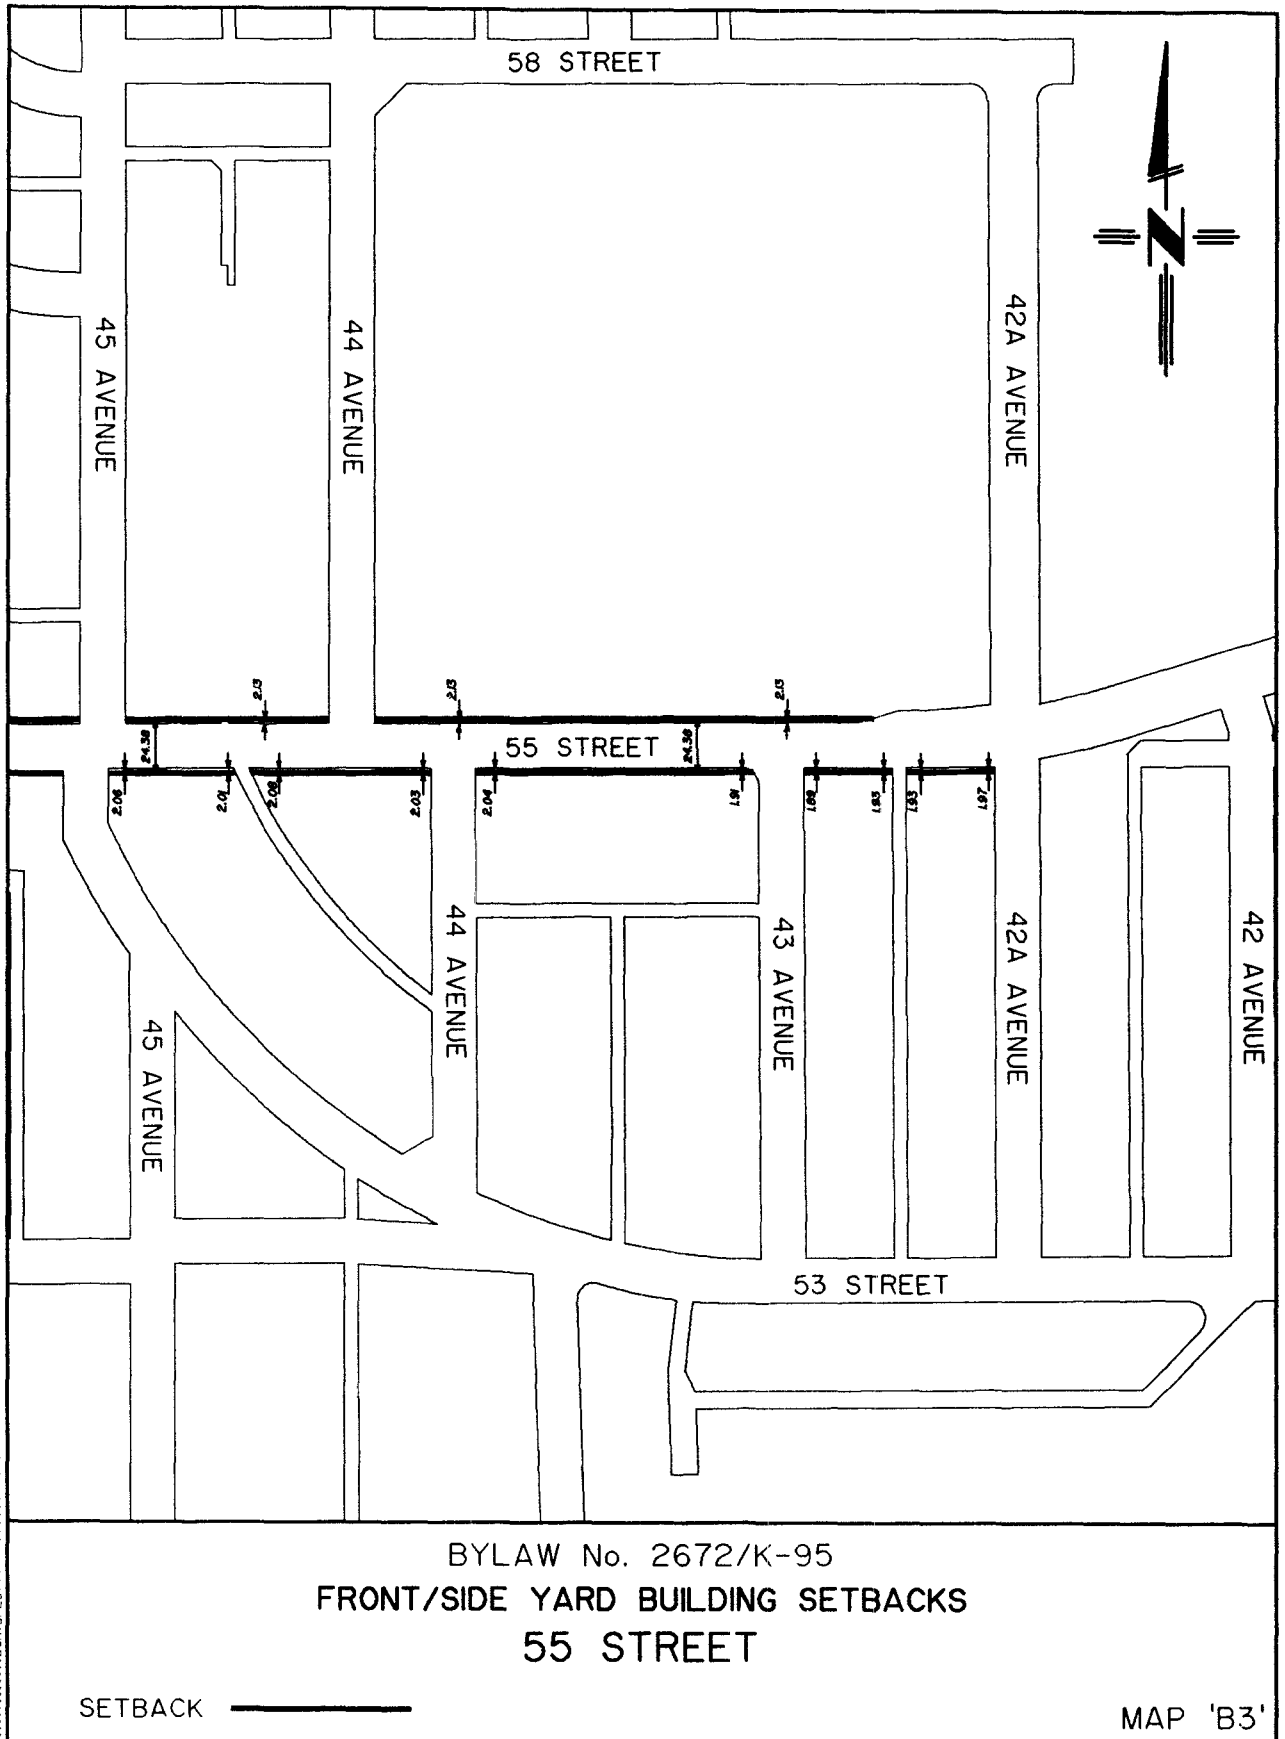 58 STREET
N
45 AVENUE
44 AVENUE
42A AVENUE
2.13
2.13
2.13
24.38
55 STREET
24.38
2.06
2.01
2.08
2.03
2.04
1.91
1.89
1.93
1.97
44 AVENUE
43 AVENUE
42A AVENUE
42 AVENUE
45 AVENUE
53 STREET
BYLAW No. 2672/K-95
FRONT/SIDE YARD BUILDING SETBACKS
55 STREET
SETBACK
MAP 'B3'